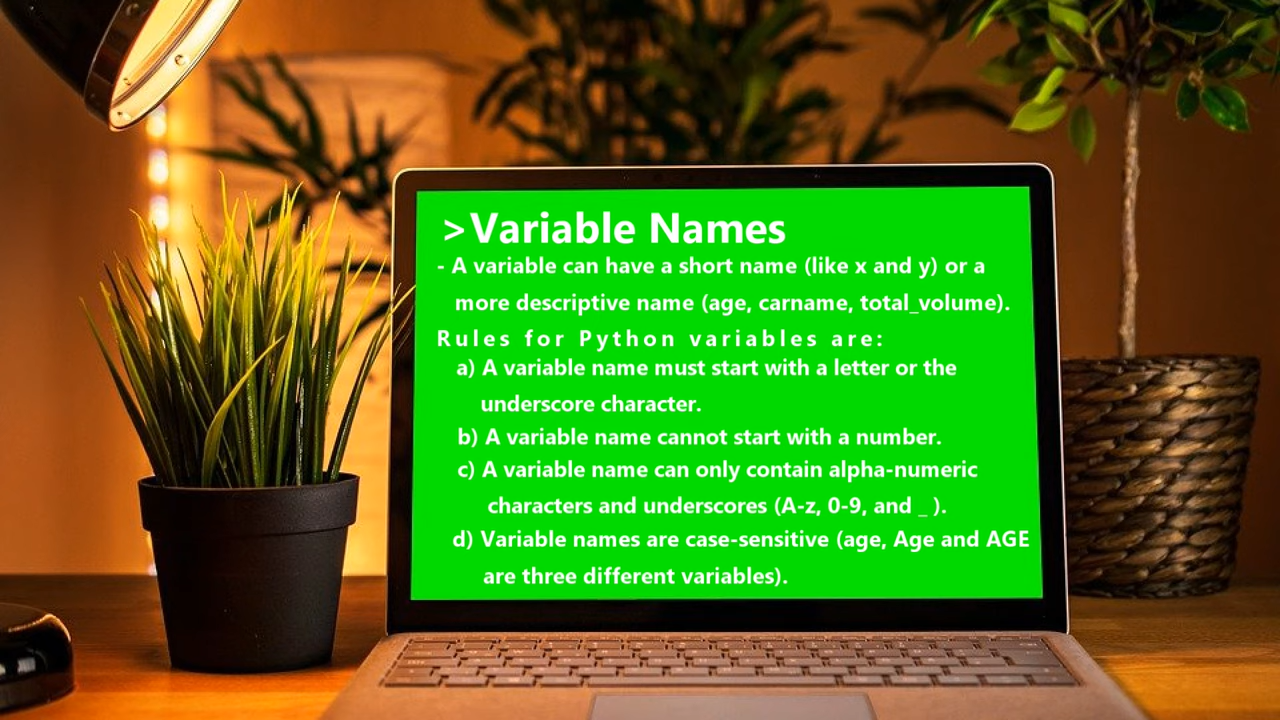 >Variable Names
- A variable can have a short name (like x and y) or a
more descriptive name (age, carname, total_volume).
Rules for Python variables are:
a) A variable name must start with a letter or the
underscore character.
b) A variable name cannot start with a number.
c) A variable name can only contain alpha-numeric
characters and underscores (A-z, 0-9, and _ ).
d) Variable names are case-sensitive (age, Age and AGE
are three different variables).